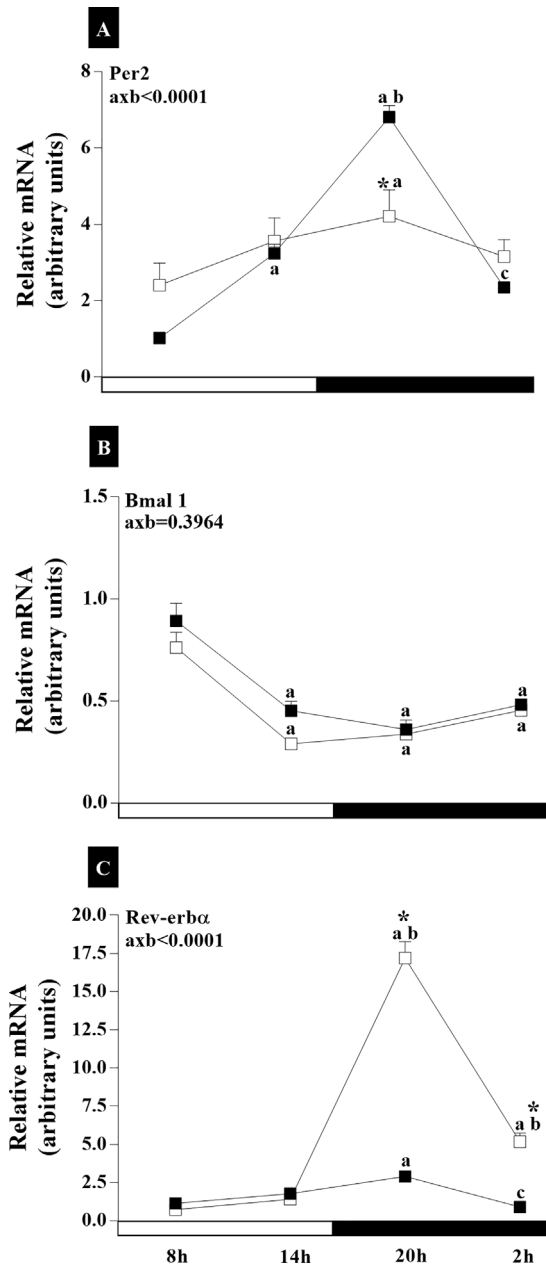 A
Per2
axb<0.0001
Relative mRNA
(arbitrary units)
8
6
4
2
0
a b
* a
a
c
B
Bmal 1
axb=0.3964
Relative mRNA
(arbitrary units)
1.5
1.0
0.5
0.0
a
a
a
a
a
a
C
Rev-erbα
axb<0.0001
Relative mRNA
(arbitrary units)
20.0
17.5
15.0
12.5
10.0
7.5
5.0
2.5
0.0
*
a b
*
a b
a
c
8h 14h 20h 2h